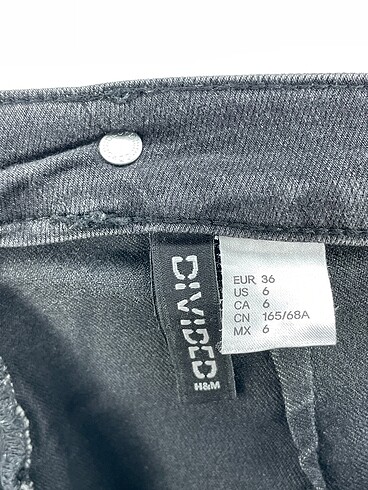 DIVIDED
H&M
EUR 36
US 6
CA 6
CN 165/68A
MX 6